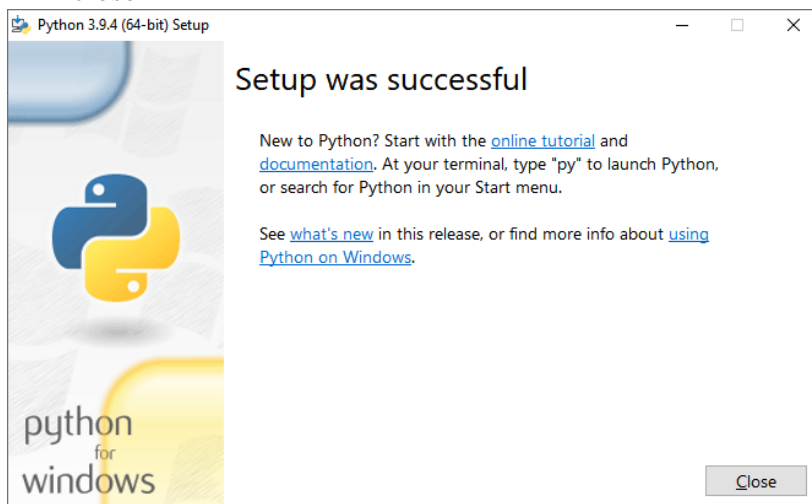 Python 3.9.4 (64-bit) Setup
Setup was successful
New to Python? Start with the online tutorial and
documentation. At your terminal, type "py" to launch Python,
or search for Python in your Start menu.
See what's new in this release, or find more info about using
Python on Windows.
python
for
windows
Close